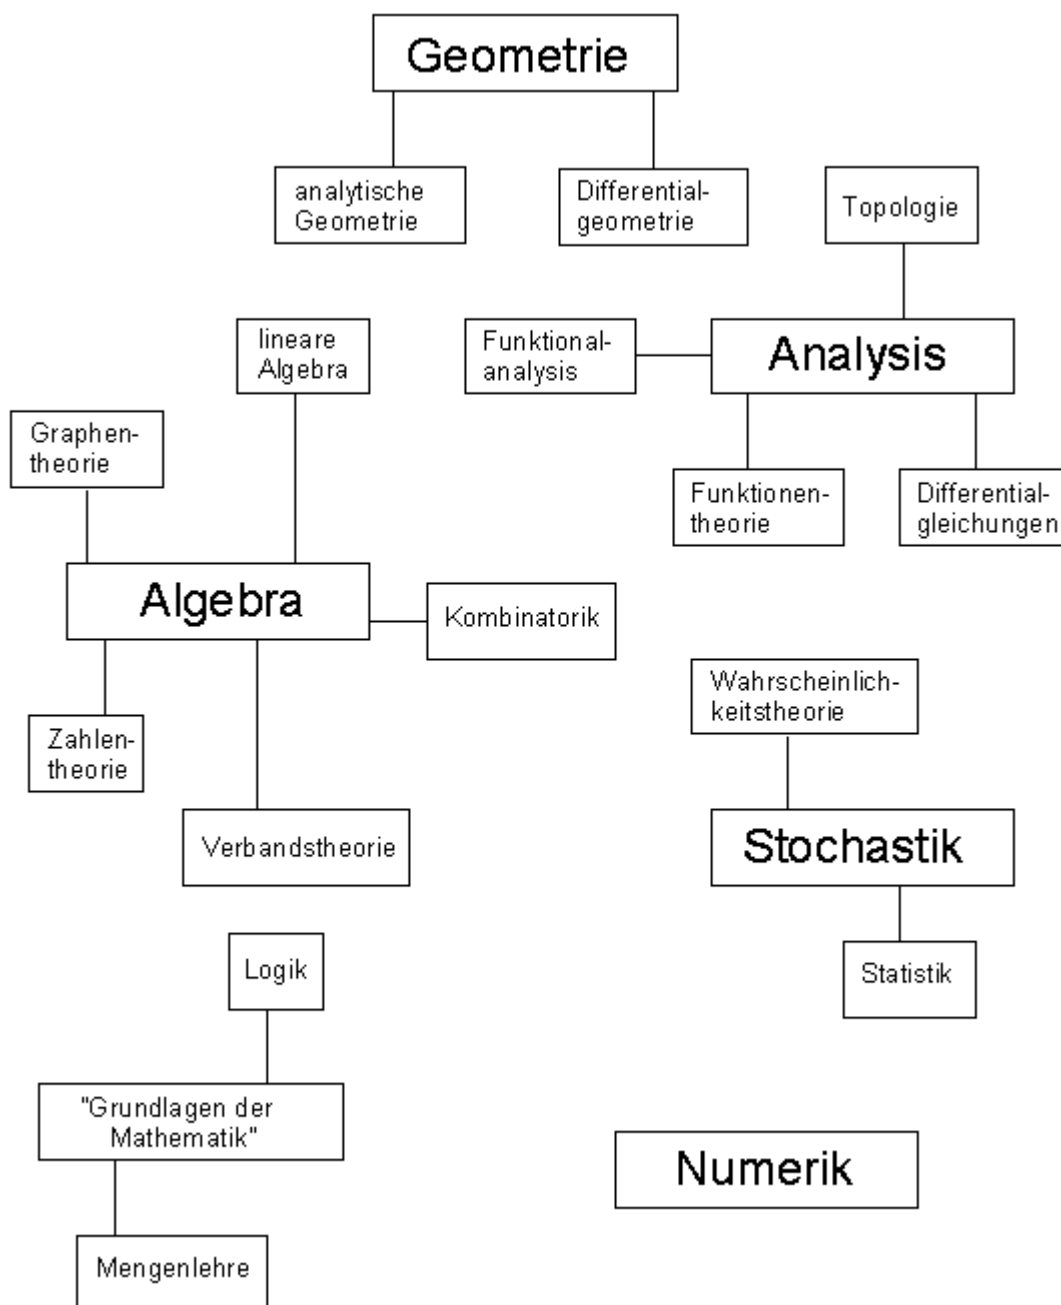 Geometrie
analytische
Geometrie
Differential-
geometrie
Topologie
lineare
Algebra
Funktional-
analysis
Analysis
Graphen-
theorie
Funktionen-
theorie
Differential-
gleichungen
Algebra
Kombinatorik
Wahrscheinlich-
keitstheorie
Zahlen-
theorie
Verbandstheorie
Stochastik
Logik
Statistik
"Grundlagen der
Mathematik"
Numerik
Mengenlehre